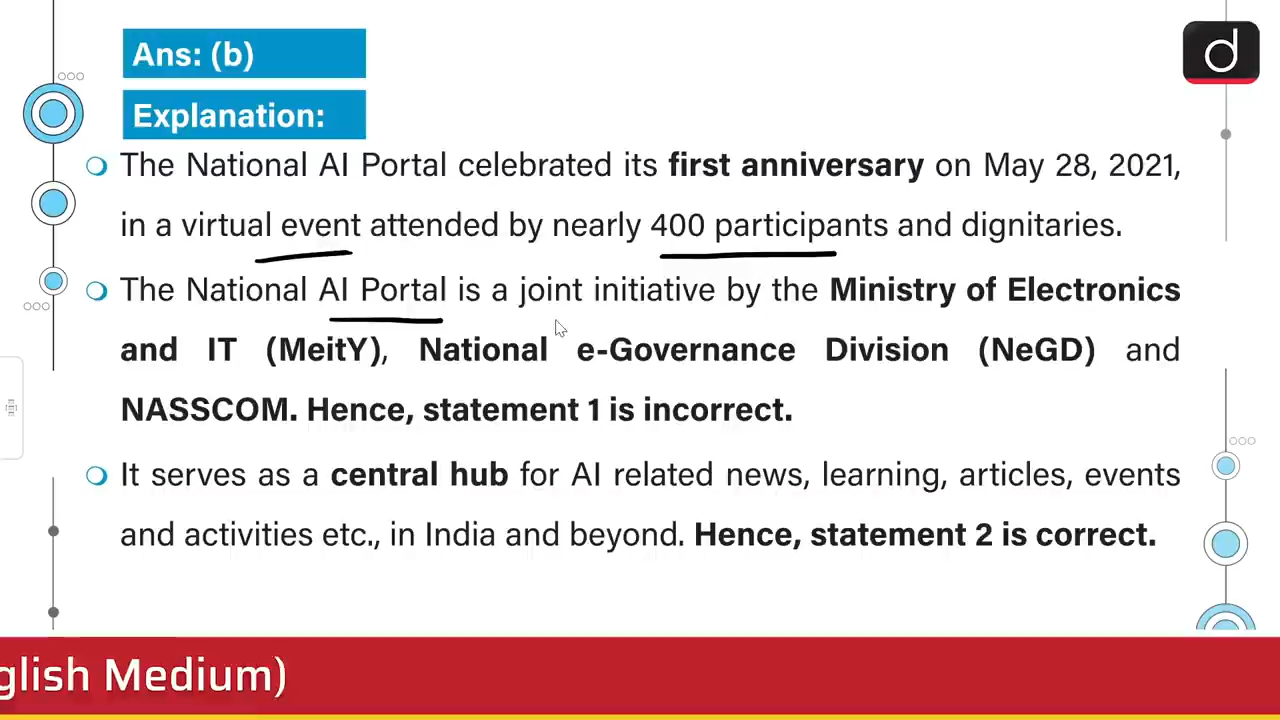 Ans: (b)
d
Explanation:
The National AI Portal celebrated its first anniversary on May 28, 2021,
in a virtual event attended by nearly 400 participants and dignitaries.
The National AI Portal is a joint initiative by the Ministry of Electronics
and IT (MeitY), National e-Governance Division (NeGD) and
NASSCOM. Hence, statement 1 is incorrect.
It serves as a central hub for AI related news, learning, articles, events
and activities etc., in India and beyond. Hence, statement 2 is correct.
glish Medium)